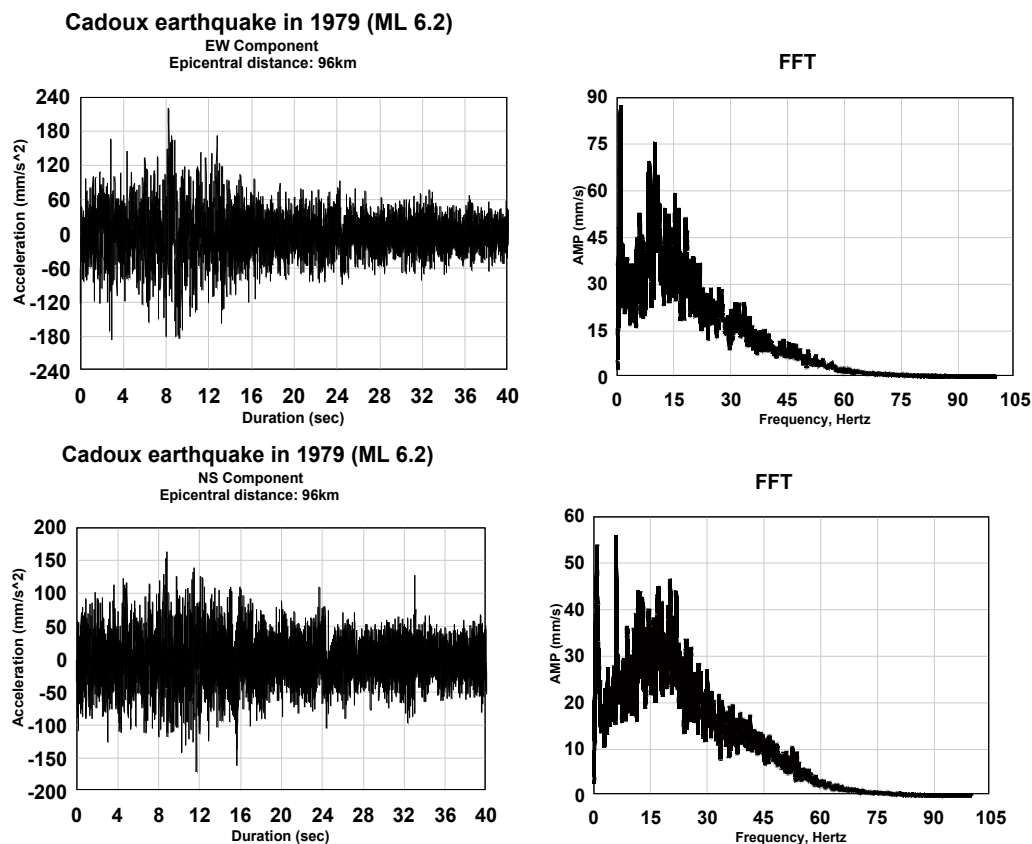 Cadoux earthquake in 1979 (ML 6.2)
EW Component
Epicentral distance: 96km
240
180
120
60
0
-60
-120
-180
-240
Acceleration (mm/s^2)
0 4 8 12 16 20 24 28 32 36 40
Duration (sec)
FFT
90
75
60
45
30
15
0
AMP (mm/s)
0 15 30 45 60 75 90 105
Frequency, Hertz
Cadoux earthquake in 1979 (ML 6.2)
NS Component
Epicentral distance: 96km
200
150
100
50
0
-50
-100
-150
-200
Acceleration (mm/s^2)
0 4 8 12 16 20 24 28 32 36 40
Duration (sec)
FFT
60
50
40
30
20
10
0
AMP (mm/s)
0 15 30 45 60 75 90 105
Frequency, Hertz